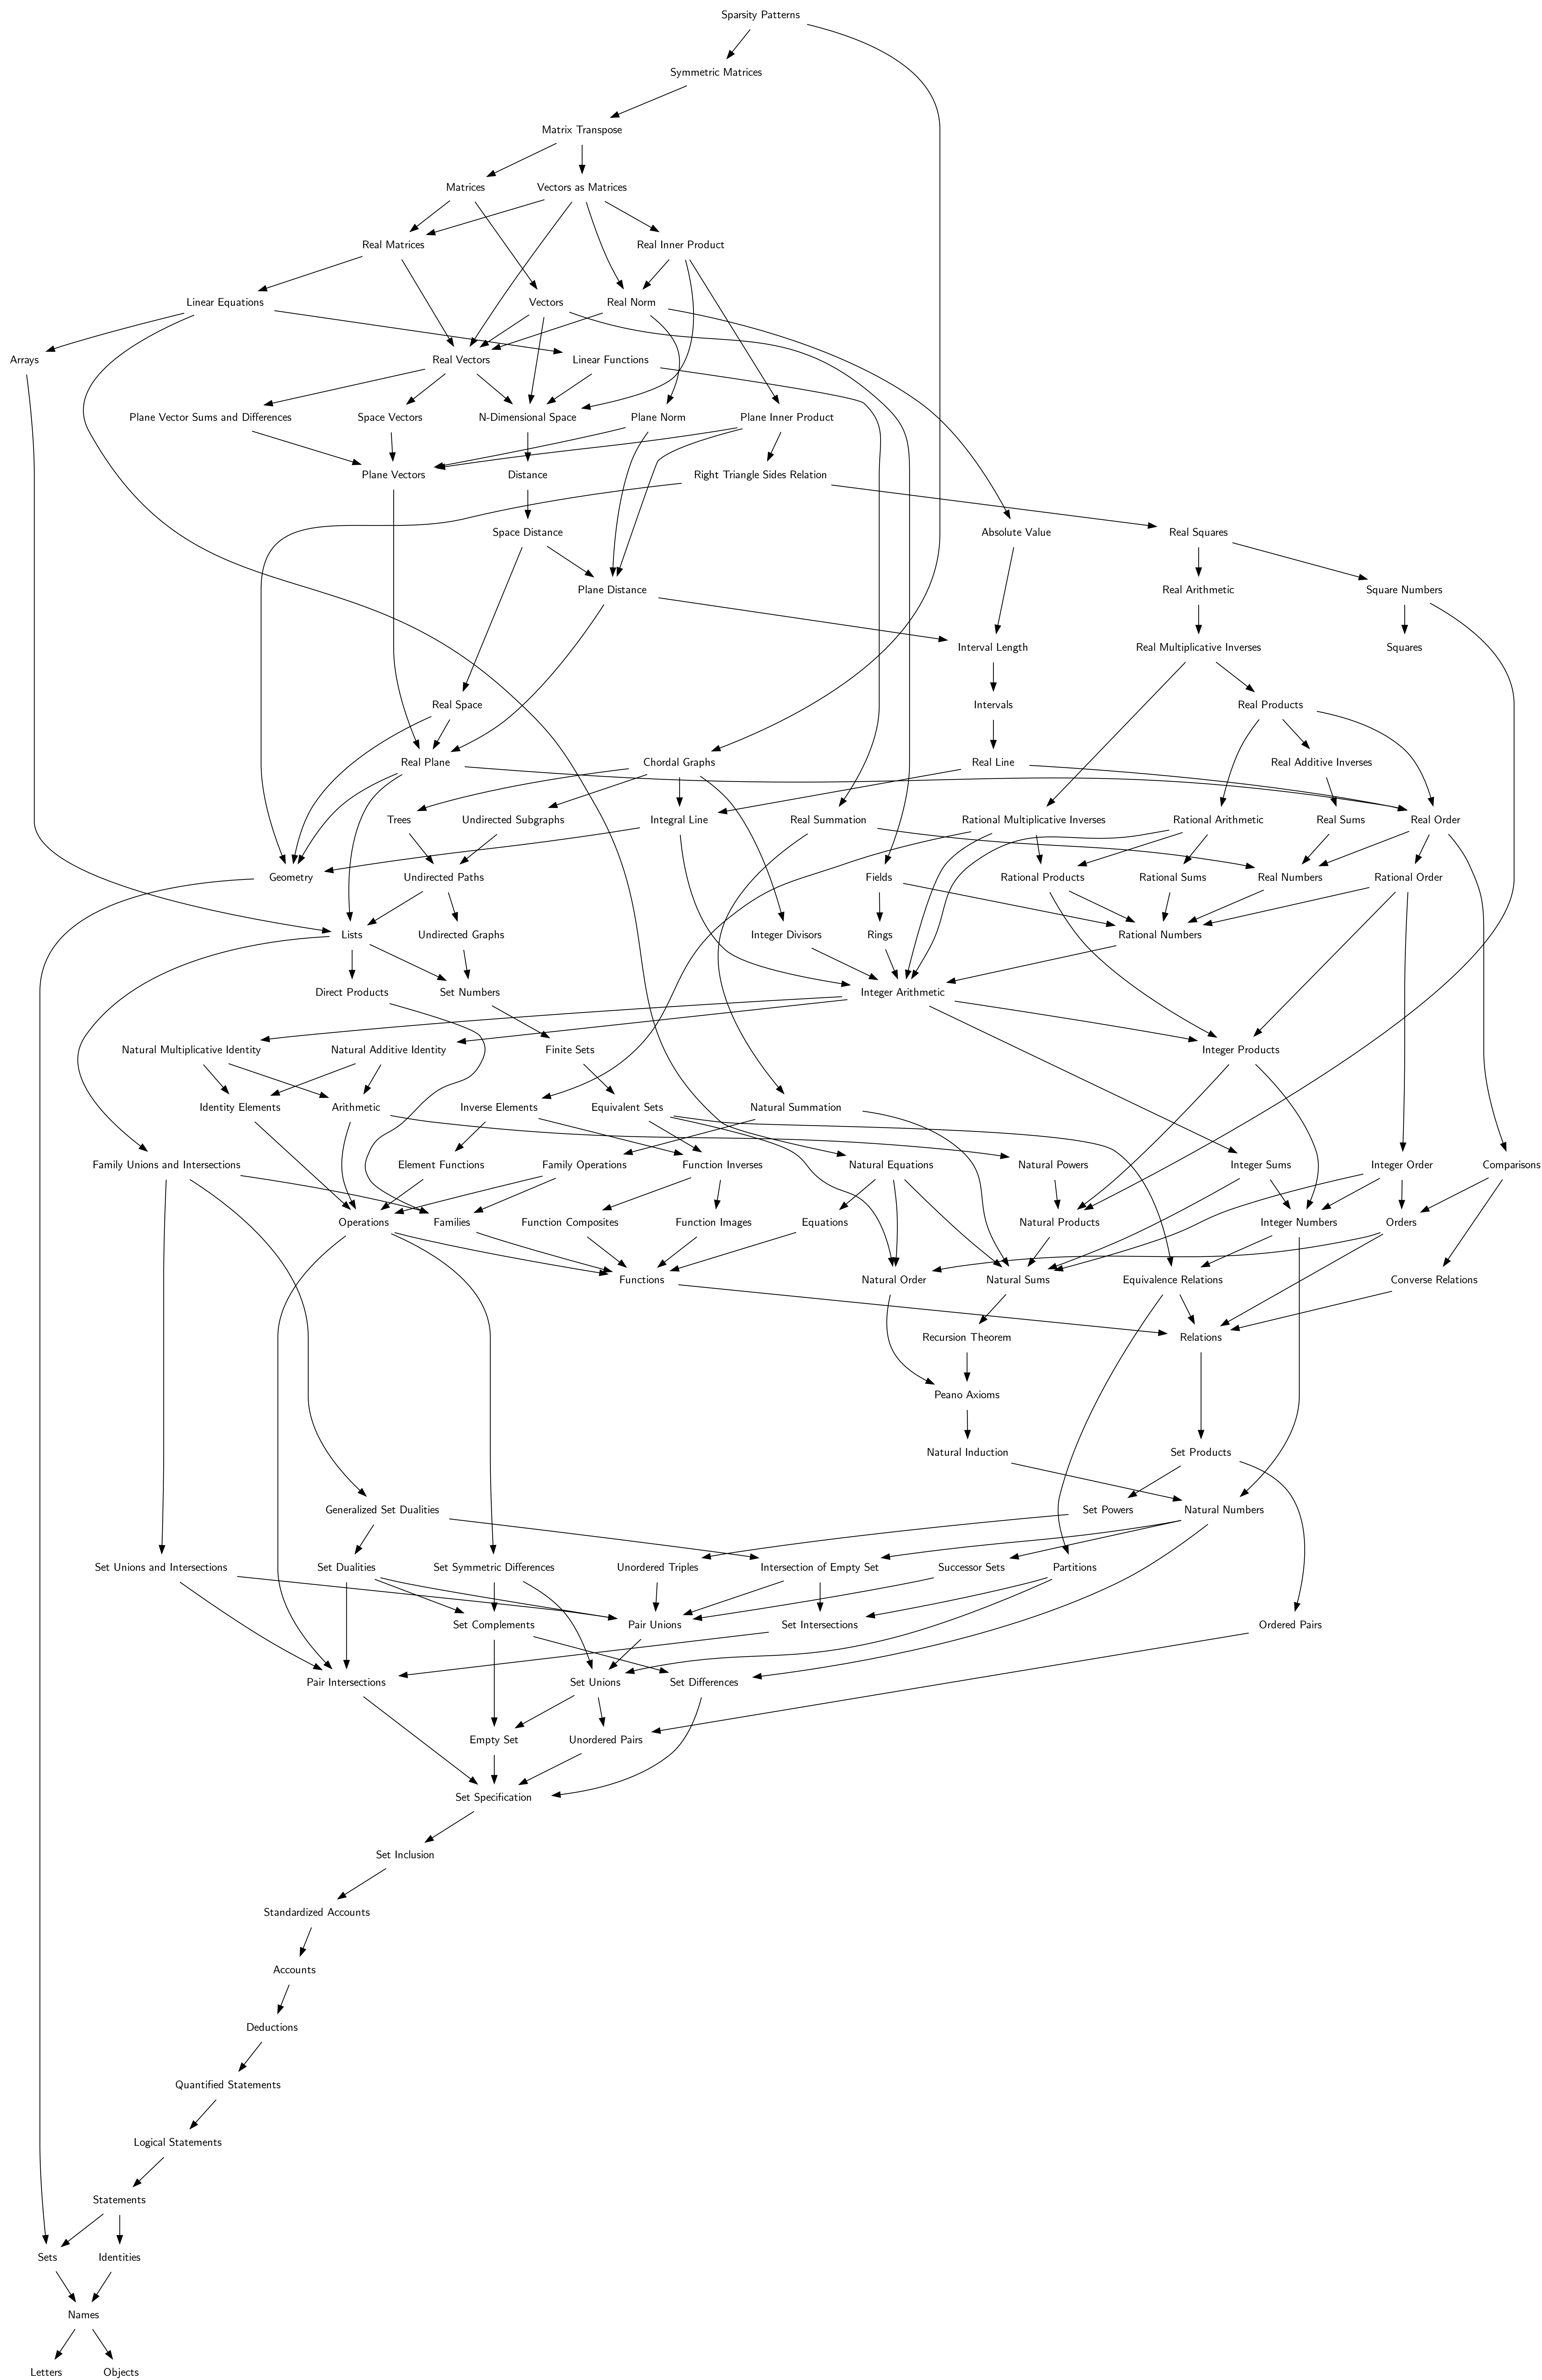 Sparsity Patterns
Symmetric Matrices
Matrix Transpose
Matrices
Vectors as Matrices
Real Matrices
Real Inner Product
Linear Equations
Vectors
Real Norm
Arrays
Real Vectors
Linear Functions
Plane Vector Sums and Differences
Space Vectors
N-Dimensional Space
Plane Norm
Plane Inner Product
Plane Vectors
Distance
Right Triangle Sides Relation
Space Distance
Absolute Value
Real Squares
Plane Distance
Real Arithmetic
Square Numbers
Interval Length
Real Multiplicative Inverses
Squares
Real Space
Intervals
Real Products
Real Plane
Chordal Graphs
Real Line
Real Additive Inverses
Trees
Undirected Subgraphs
Integral Line
Real Summation
Rational Multiplicative Inverses
Rational Arithmetic
Real Sums
Real Order
Geometry
Undirected Paths
Fields
Rational Products
Rational Sums
Real Numbers
Rational Order
Lists
Undirected Graphs
Integer Divisors
Rings
Rational Numbers
Direct Products
Set Numbers
Integer Arithmetic
Natural Multiplicative Identity
Natural Additive Identity
Finite Sets
Integer Products
Identity Elements
Arithmetic
Inverse Elements
Equivalent Sets
Natural Summation
Family Unions and Intersections
Element Functions
Family Operations
Function Inverses
Natural Equations
Natural Powers
Integer Sums
Integer Order
Comparisons
Operations
Families
Function Composites
Function Images
Equations
Natural Products
Integer Numbers
Orders
Functions
Natural Order
Natural Sums
Equivalence Relations
Converse Relations
Recursion Theorem
Relations
Peano Axioms
Natural Induction
Set Products
Generalized Set Dualities
Set Powers
Natural Numbers
Set Unions and Intersections
Set Dualities
Set Symmetric Differences
Unordered Triples
Intersection of Empty Set
Successor Sets
Partitions
Set Complements
Pair Unions
Set Intersections
Ordered Pairs
Pair Intersections
Set Unions
Set Differences
Empty Set
Unordered Pairs
Set Specification
Set Inclusion
Standardized Accounts
Accounts
Deductions
Quantified Statements
Logical Statements
Statements
Sets
Identities
Names
Letters
Objects